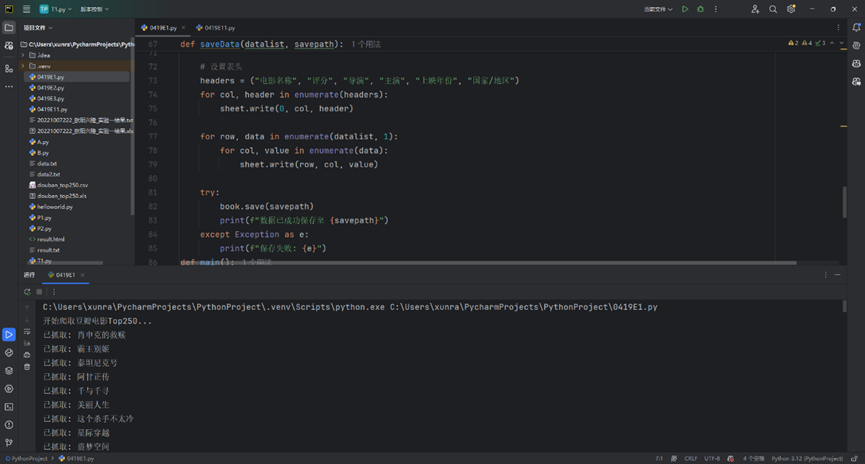 T1.py 版本控制 当前文件
项目文件
0419E1.py 0419E11.py
C:\Users\xunra\PycharmProjects\Pyth
.idea
.venv
0419E1.py
0419E2.py
0419E3.py
0419E11.py
A.py
B.py
data.txt
data2.txt
douban_top250.csv
douban_top250.xls
helloworld.py
P1.py
P2.py
result.html
result.txt
T1.py
67 def saveData(datalist, savepath): 1 个用法
2 4 3
72 # 设置表头
73 headers = ("电影名称", "评分", "导演", "主演", "上映年份", "国家/地区")
74 for col, header in enumerate(headers):
75 sheet.write(0, col, header)
76
77 for row, data in enumerate(datalist, 1):
78 for col, value in enumerate(data):
79 sheet.write(row, col, value)
80
81 try:
82 book.save(savepath)
83 print(f"数据已成功保存至 {savepath}")
84 except Exception as e:
85 print(f"保存失败: {e}")
86 def main(): 1 个用法
运行 0419E1
C:\Users\xunra\PycharmProjects\PythonProject\.venv\Scripts\python.exe C:\Users\xunra\PycharmProjects\PythonProject\0419E1.py
开始爬取豆瓣电影Top250...
已抓取: 肖申克的救赎
已抓取: 霸王别姬
已抓取: 泰坦尼克号
已抓取: 阿甘正传
已抓取: 千与千寻
已抓取: 美丽人生
已抓取: 这个杀手不太冷
已抓取: 星际穿越
已抓取: 盗梦空间
PythonProject 0419E1.py 7:1 CRLF UTF-8 4 个空格 Python 3.12 (PythonProject)